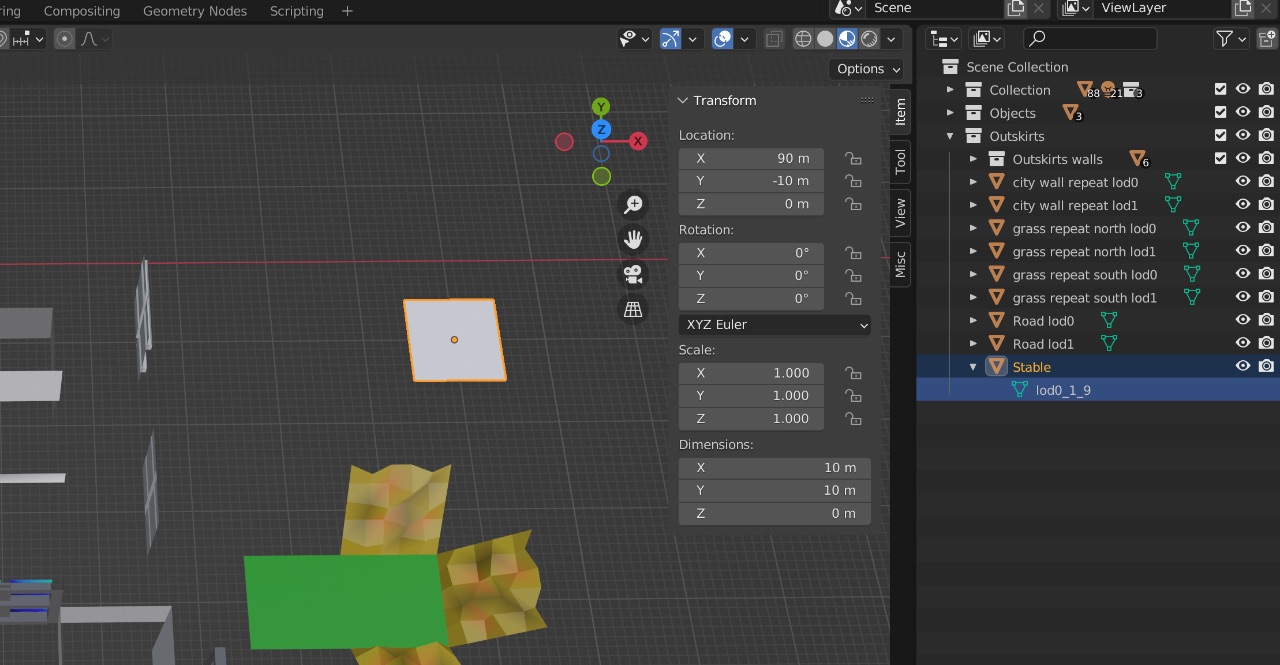 ring Compositing Geometry Nodes Scripting +
Scene
ViewLayer
Options
Y
Z
X
Transform
Location:
X 90 m
Y -10 m
Z 0 m
Rotation:
X 0°
Y 0°
Z 0°
XYZ Euler
Scale:
X 1.000
Y 1.000
Z 1.000
Dimensions:
X 10 m
Y 10 m
Z 0 m
Item
Tool
View
Misc
Scene Collection
Collection 88 21 3
Objects 3
Outskirts
Outskirts walls 6
city wall repeat lod0
city wall repeat lod1
grass repeat north lod0
grass repeat north lod1
grass repeat south lod0
grass repeat south lod1
Road lod0
Road lod1
Stable
lod0_1_9